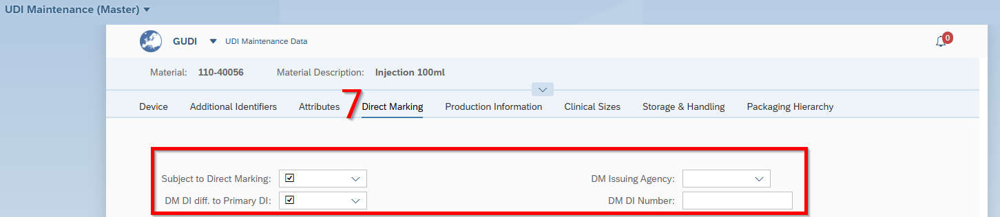 UDI Maintenance (Master)
GUDI UDI Maintenance Data 0
Material: 110-40056 Material Description: Injection 100ml
7
Device Additional Identifiers Attributes Direct Marking Production Information Clinical Sizes Storage & Handling Packaging Hierarchy
Subject to Direct Marking: DM Issuing Agency:
DM DI diff. to Primary DI: DM DI Number: